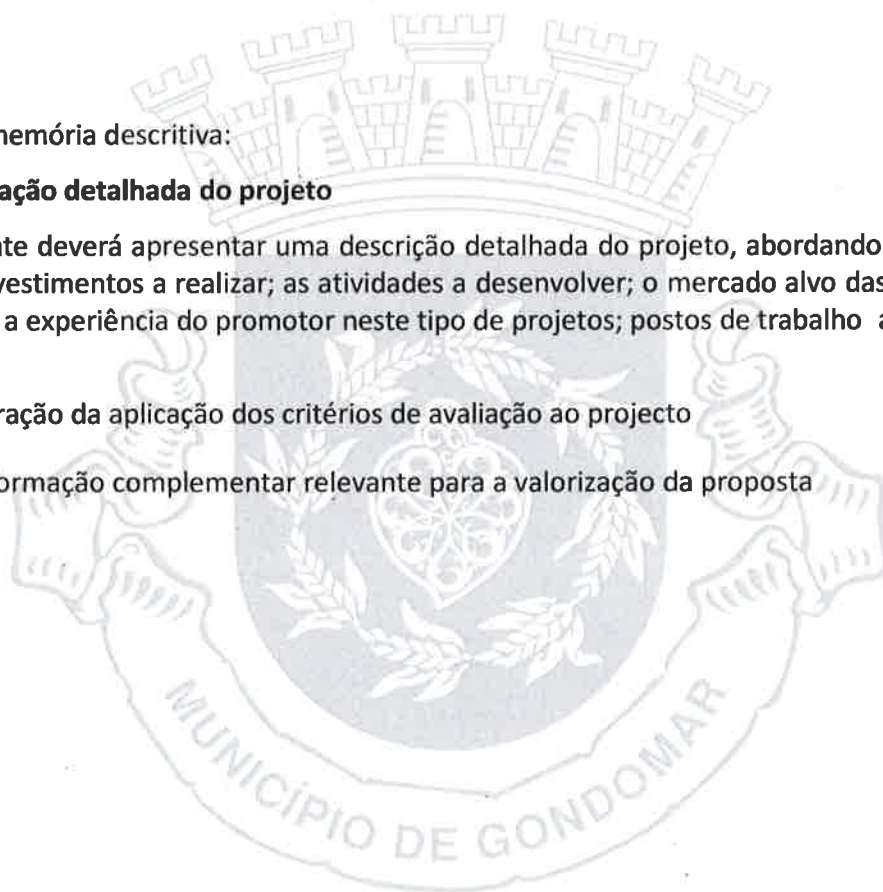 memória descritiva:
ação detalhada do projeto
te deverá apresentar uma descrição detalhada do projeto, abordando
vestimentos a realizar; as atividades a desenvolver; o mercado alvo das
a experiência do promotor neste tipo de projetos; postos de trabalho a
ração da aplicação dos critérios de avaliação ao projecto
ormação complementar relevante para a valorização da proposta
MUNICÍPIO DE GONDOMAR